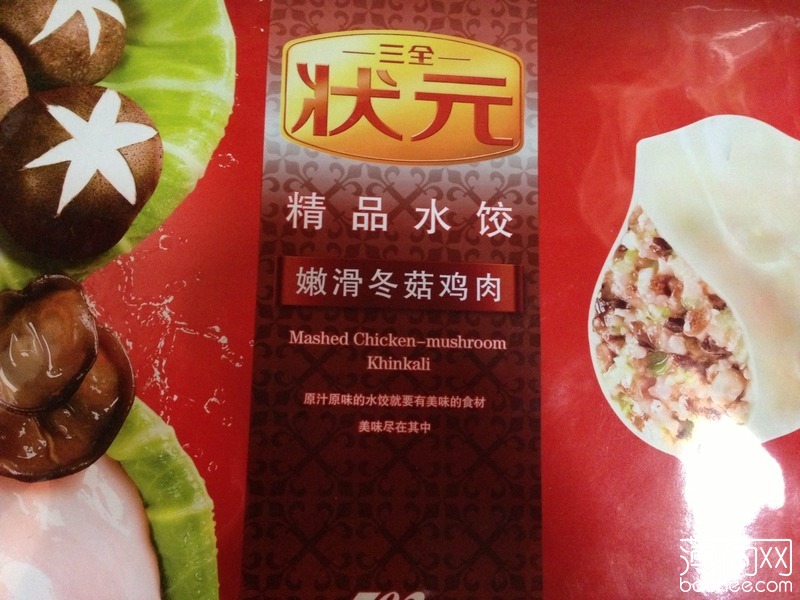 三全
状元
精品水饺
嫩滑冬菇鸡肉
Mashed Chicken-mushroom
Khinkali
原汁原味的水饺就要有美味的食材
美味尽在其中